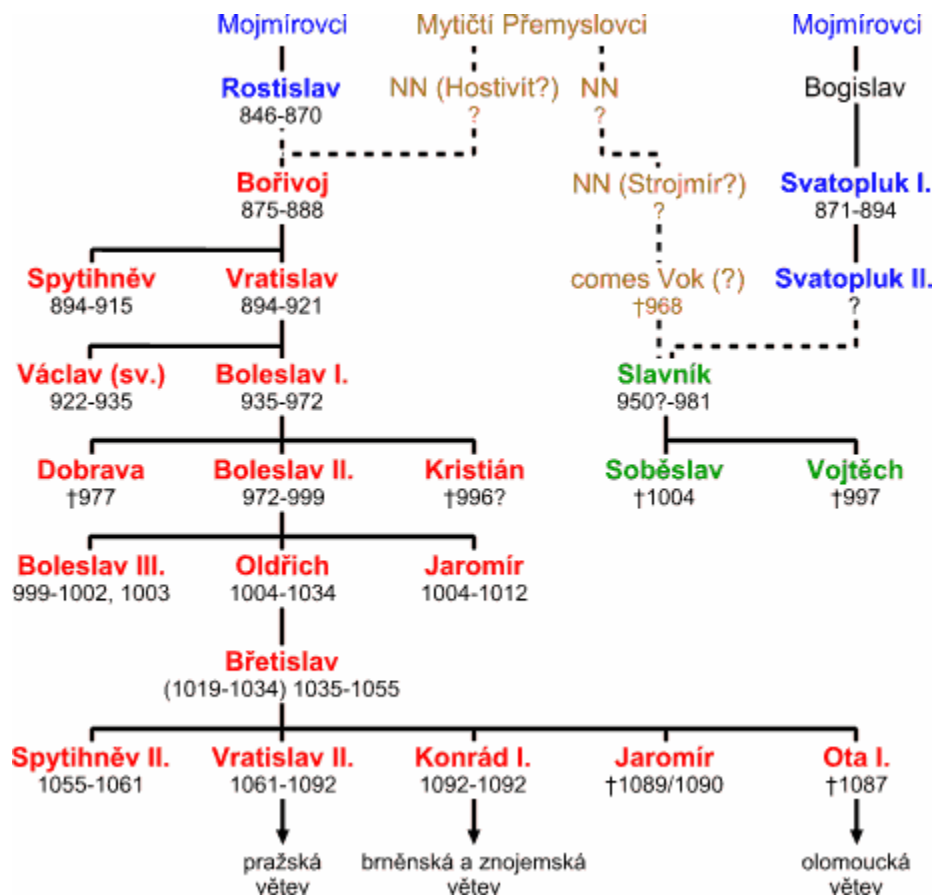 Mojmírovci Mytičtí Přemyslovci Mojmírovci
Rostislav NN (Hostivít?) NN Bogislav
846-870 ? ?
Bořivoj NN (Strojmír?) Svatopluk I.
875-888 ? 871-894
Spytihněv Vratislav comes Vok (?) Svatopluk II.
894-915 894-921 †968 ?
Václav (sv.) Boleslav I. Slavník
922-935 935-972 950?-981
Dobrava Boleslav II. Kristián Soběslav Vojtěch
†977 972-999 †996? †1004 †997
Boleslav III. Oldřich Jaromír
999-1002, 1003 1004-1034 1004-1012
Břetislav
(1019-1034) 1035-1055
Spytihněv II. Vratislav II. Konrád I. Jaromír Ota I.
1055-1061 1061-1092 1092-1092 †1089/1090 †1087
pražská brněnská a znojemská olomoucká
větev větev větev